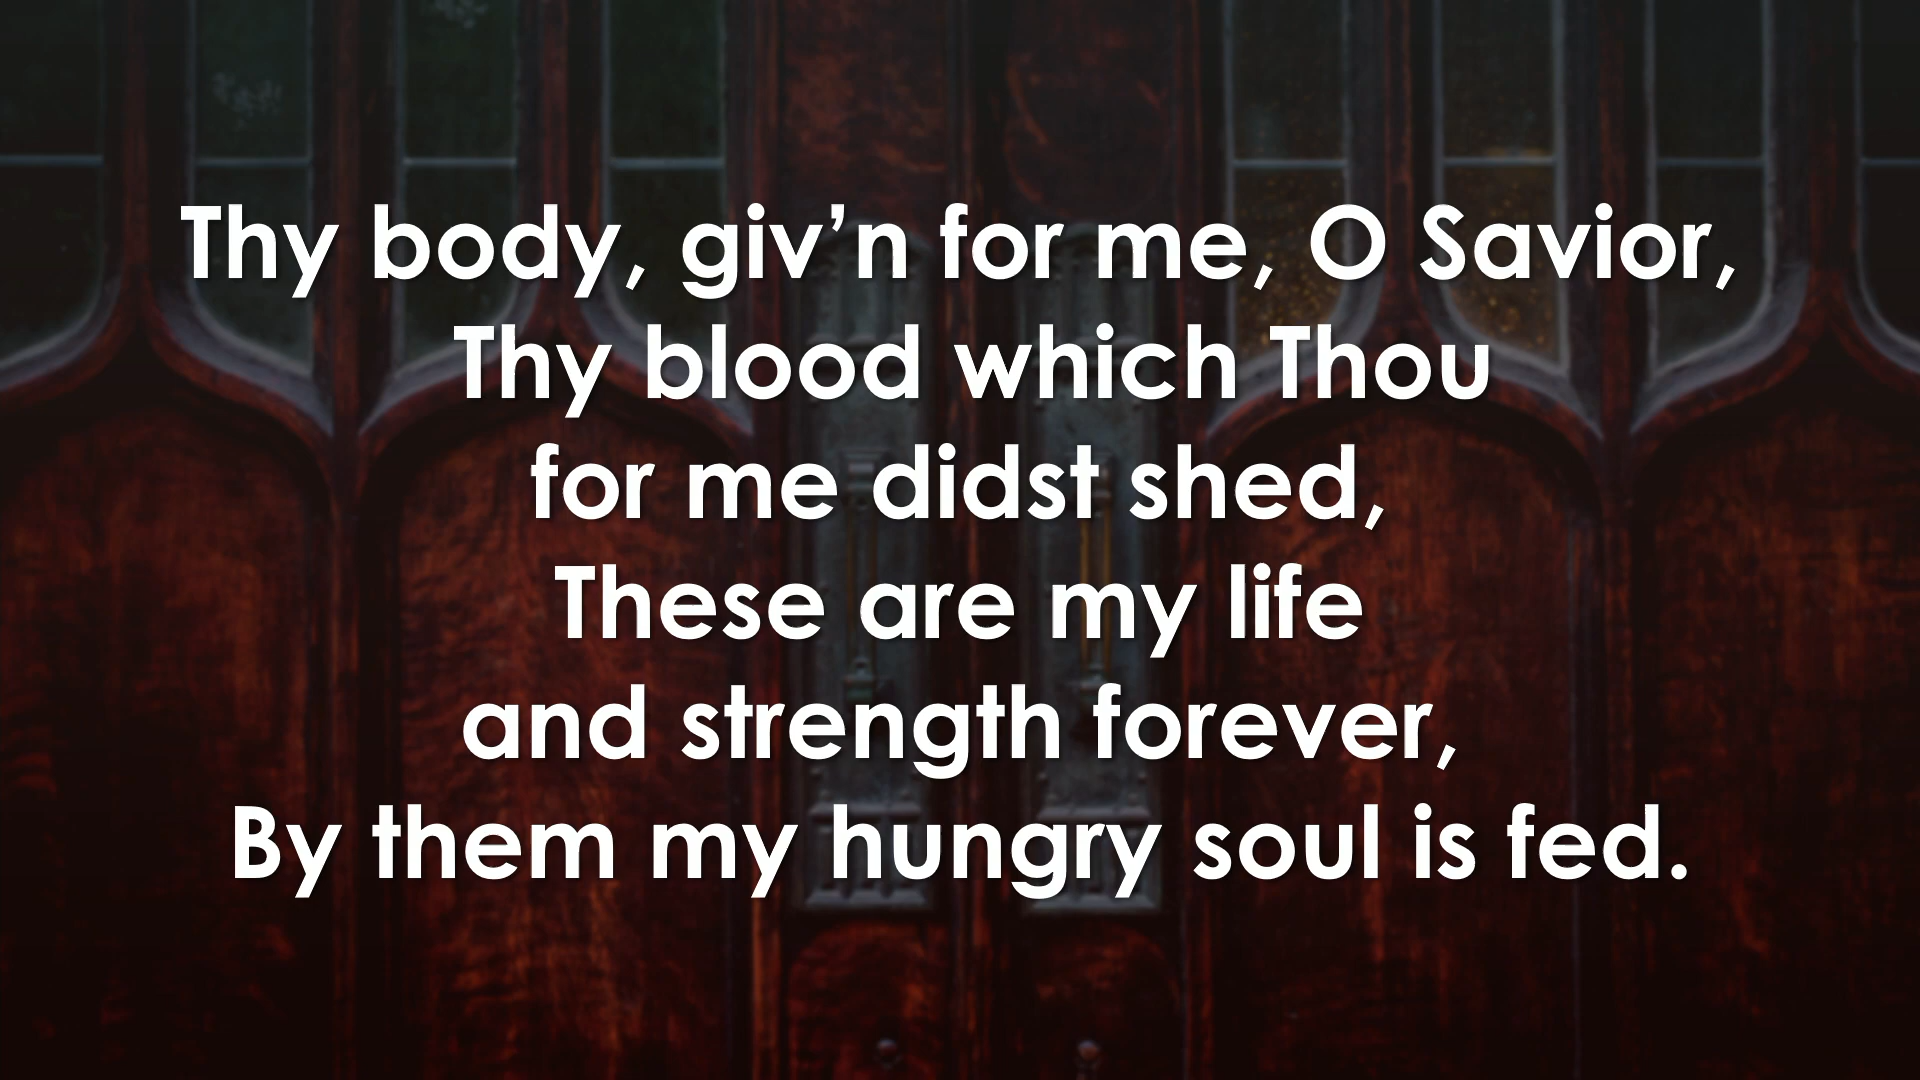 Thy body, giv’n for me, O Savior,
Thy blood which Thou
for me didst shed,
These are my life
and strength forever,
By them my hungry soul is fed.